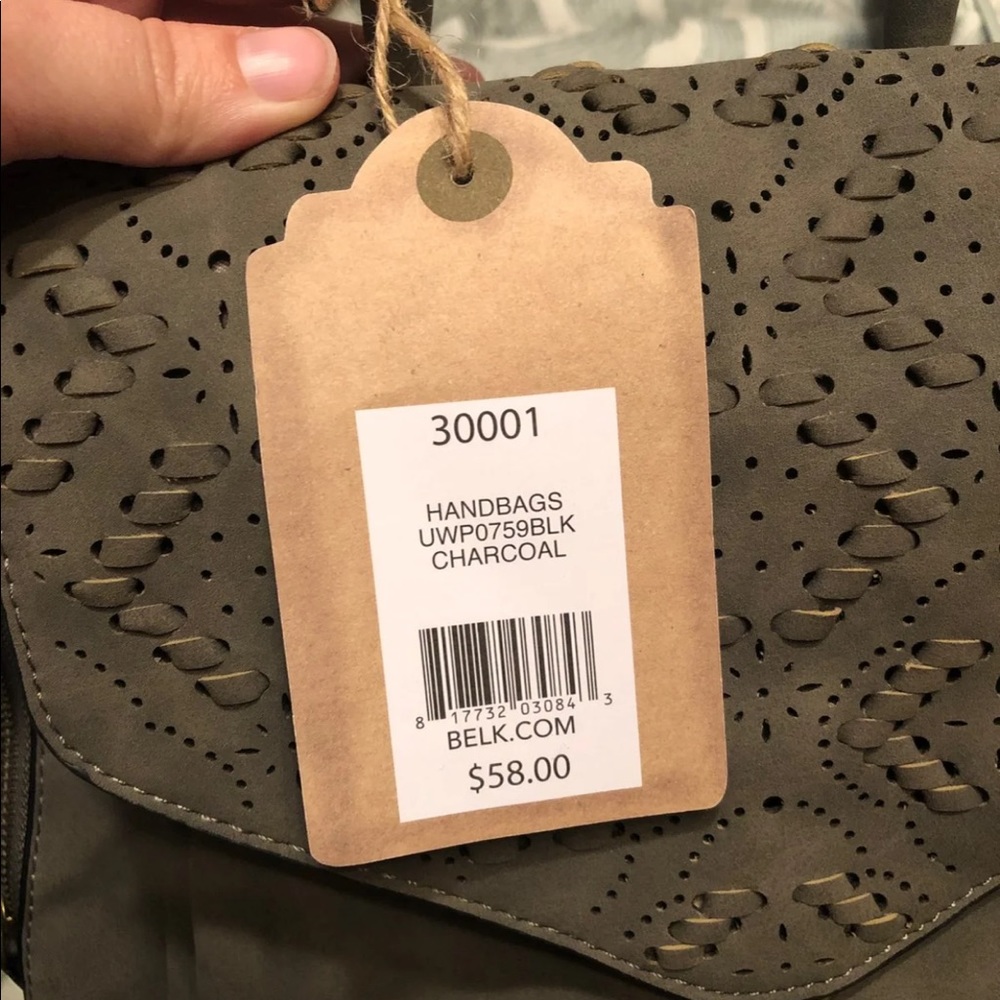 30001
HANDBAGS
UWP0759BLK
CHARCOAL
8 17732 03084 3
BELK.COM
$58.00